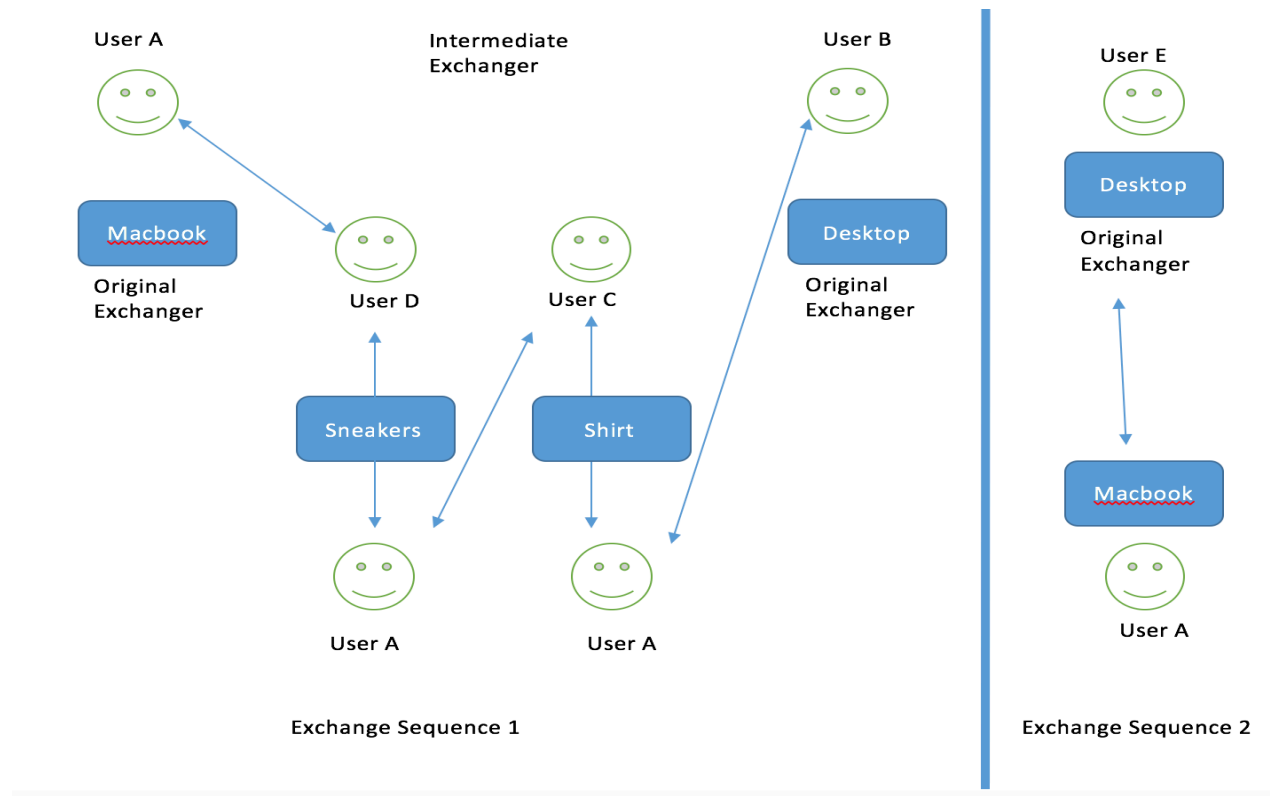 User A
Intermediate
Exchanger
User B
User E
Desktop
Macbook
Desktop
Original
Exchanger
Original
Exchanger
Original
Exchanger
User D
User C
Sneakers
Shirt
Macbook
User A
User A
User A
Exchange Sequence 1
Exchange Sequence 2